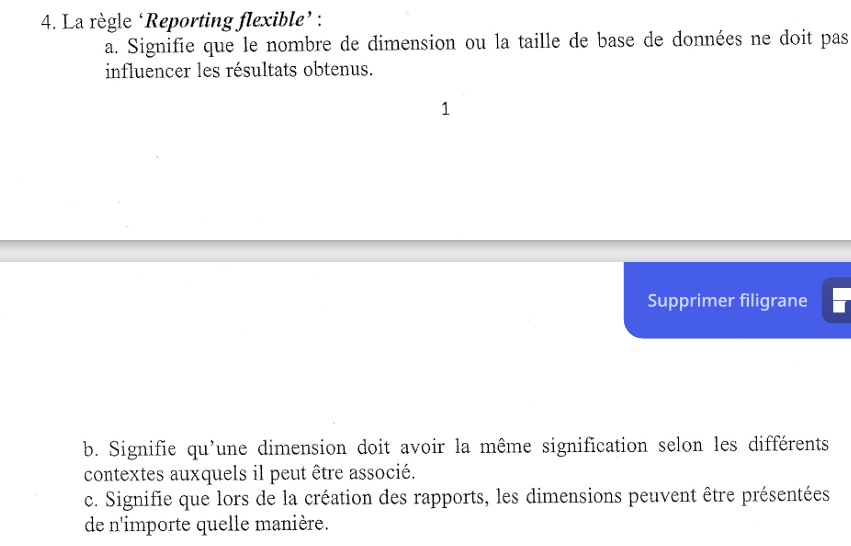 4. La règle ‘Reporting flexible’ :
a. Signifie que le nombre de dimension ou la taille de base de données ne doit pas
influencer les résultats obtenus.
1
Supprimer filigrane
b. Signifie qu’une dimension doit avoir la même signification selon les différents
contextes auxquels il peut être associé.
c. Signifie que lors de la création des rapports, les dimensions peuvent être présentées
de n'importe quelle manière.